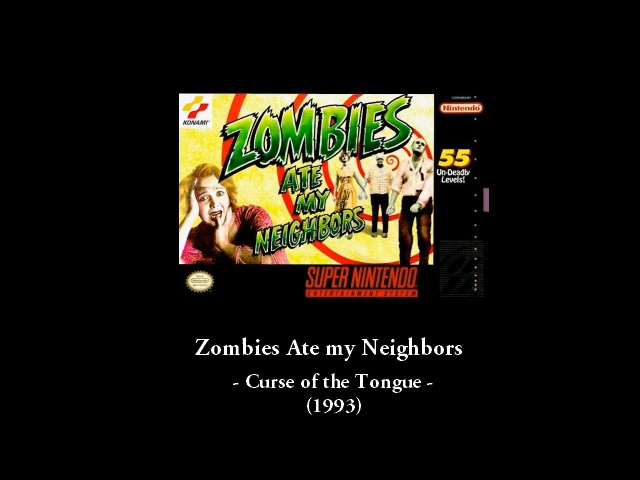 KONAMI
ZOMBIES
ATE
MY
NEIGHBORS
Nintendo
55
Un-Deadly
Levels!
SUPER NINTENDO
ENTERTAINMENT SYSTEM
Zombies Ate my Neighbors
- Curse of the Tongue -
(1993)